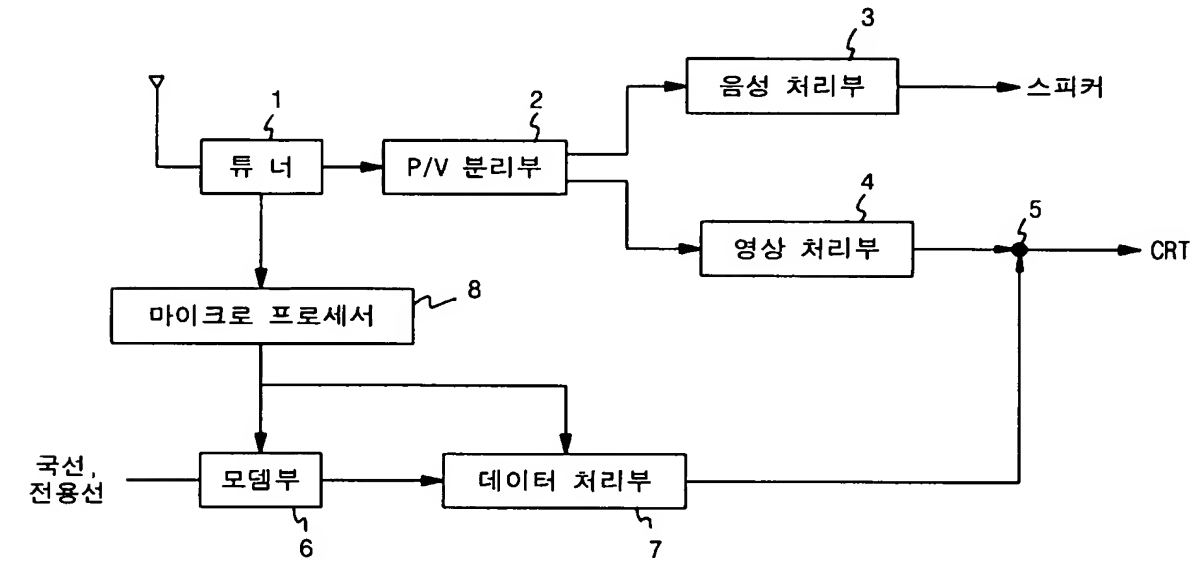 3
음성 처리부
스피커
1
튜 너
2
P/V 분리부
4
영상 처리부
5
CRT
8
마이크로 프로세서
국선,
전용선
모뎀부
6
데이터 처리부
7